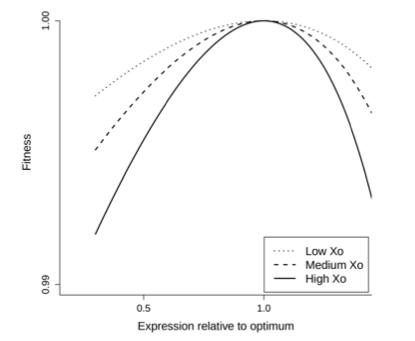 1.00
Fitness
0.99
Low Xo
Medium Xo
High Xo
0.5
1.0
Expression relative to optimum